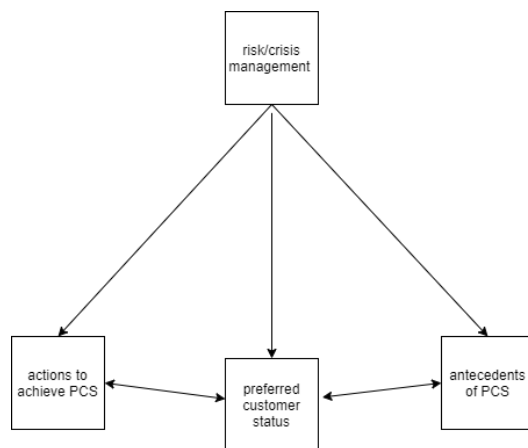 risk/crisis
management
actions to
achieve PCS
preferred
customer
status
antecedents
of PCS